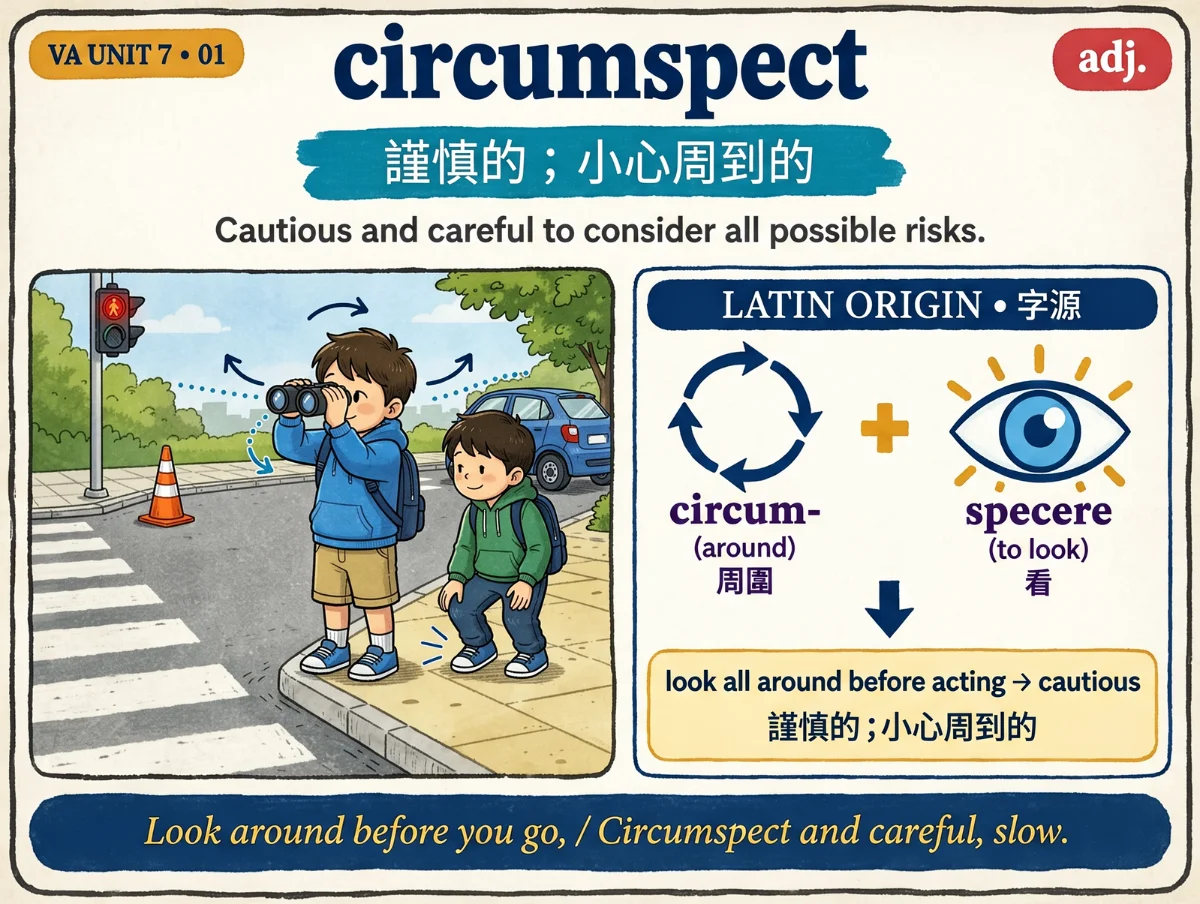 VA UNIT 7 • 01
circumspect
adj.
謹慎的；小心周到的
Cautious and careful to consider all possible risks.
LATIN ORIGIN • 字源
circum-
(around)
周圍
+
specere
(to look)
看
look all around before acting → cautious
謹慎的；小心周到的
Look around before you go, / Circumspect and careful, slow.